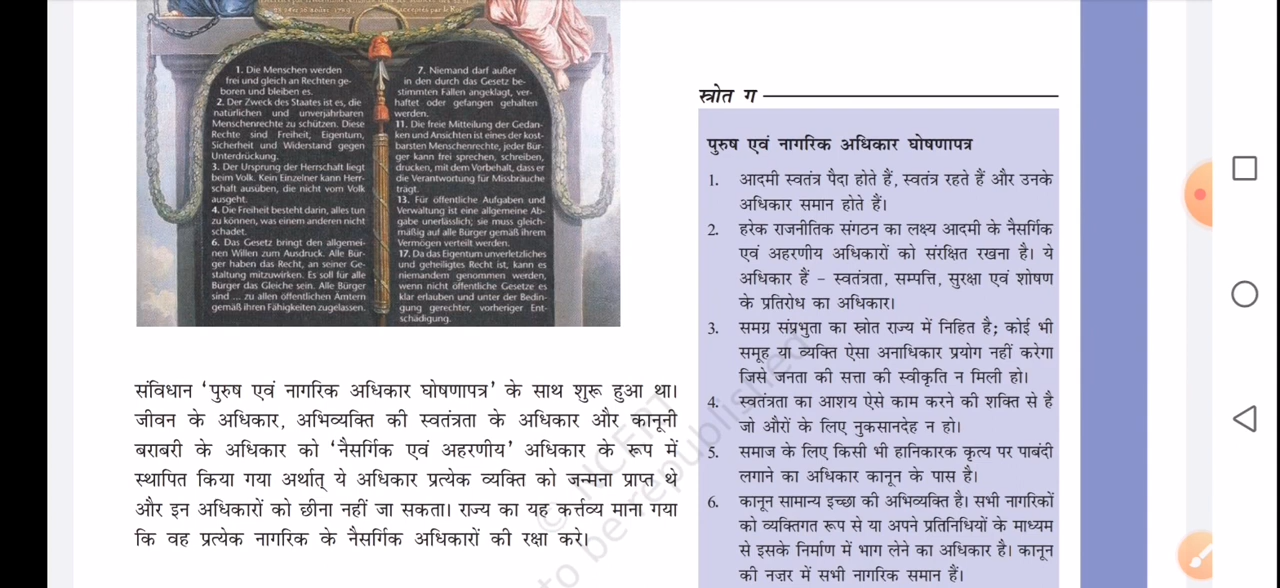 1. Die Menschen werden
frei und gleich an Rechten ge-
boren und bleiben es.
2. Der Zweck des Staates ist es, die
natürlichen und unverjährbaren
Menschenrechte zu schützen. Diese
Rechte sind Freiheit, Eigentum,
Sicherheit und Widerstand gegen
Unterdrückung.
3. Der Ursprung der Herrschaft liegt
beim Volk. Kein Einzelner kann Herr-
schaft ausüben, die nicht vom Volk
ausgeht.
4. Die Freiheit besteht darin, alles tun
zu können, was einem anderen nicht
schadet.
6. Das Gesetz bringt den allgemei-
nen Willen zum Ausdruck. Alle Bür-
ger haben das Recht, an seiner Ge-
staltung mitzuwirken. Es soll für alle
Bürger das Gleiche sein. Alle Bürger
sind ... zu allen öffentlichen Ämtern
gemäß ihren Fähigkeiten zugelassen.
7. Niemand darf außer
in den durch das Gesetz be-
stimmten Fällen angeklagt, ver-
haftet oder gefangen gehalten
werden.
11. Die freie Mitteilung der Gedan-
ken und Ansichten ist eines der kost-
barsten Menschenrechte, jeder Bür-
ger kann frei sprechen, schreiben,
drucken, mit dem Vorbehalt, dass er
die Verantwortung für Missbräuche
trägt.
13. Für öffentliche Aufgaben und
Verwaltung ist eine allgemeine Ab-
gabe unerlässlich; sie muss gleich-
mäßig auf alle Bürger gemäß ihrem
Vermögen verteilt werden.
17. Da das Eigentum unverletzliches
und geheiligtes Recht ist, kann es
niemandem genommen werden,
wenn nicht öffentliche Gesetze es
klar erlauben und unter der Bedin-
gung gerechter, vorheriger Ent-
schädigung.
संविधान ‘पुरुष एवं नागरिक अधिकार घोषणापत्र’ के साथ शुरू हुआ था।
जीवन के अधिकार, अभिव्यक्ति की स्वतंत्रता के अधिकार और कानूनी
बराबरी के अधिकार को ‘नैसर्गिक एवं अहरणीय’ अधिकार के रूप में
स्थापित किया गया अर्थात् ये अधिकार प्रत्येक व्यक्ति को जन्मना प्राप्त थे
और इन अधिकारों को छीना नहीं जा सकता। राज्य का यह कर्त्तव्य माना गया
कि वह प्रत्येक नागरिक के नैसर्गिक अधिकारों की रक्षा करे।
स्रोत ग
पुरुष एवं नागरिक अधिकार घोषणापत्र
1. आदमी स्वतंत्र पैदा होते हैं, स्वतंत्र रहते हैं और उनके
अधिकार समान होते हैं।
2. हरेक राजनीतिक संगठन का लक्ष्य आदमी के नैसर्गिक
एवं अहरणीय अधिकारों को संरक्षित रखना है। ये
अधिकार हैं – स्वतंत्रता, सम्पत्ति, सुरक्षा एवं शोषण
के प्रतिरोध का अधिकार।
3. समग्र संप्रभुता का स्रोत राज्य में निहित है; कोई भी
समूह या व्यक्ति ऐसा अनाधिकार प्रयोग नहीं करेगा
जिसे जनता की सत्ता की स्वीकृति न मिली हो।
4. स्वतंत्रता का आशय ऐसे काम करने की शक्ति से है
जो औरों के लिए नुकसानदेह न हो।
5. समाज के लिए किसी भी हानिकारक कृत्य पर पाबंदी
लगाने का अधिकार कानून के पास है।
6. कानून सामान्य इच्छा की अभिव्यक्ति है। सभी नागरिकों
को व्यक्तिगत रूप से या अपने प्रतिनिधियों के माध्यम
से इसके निर्माण में भाग लेने का अधिकार है। कानून
की नज़र में सभी नागरिक समान हैं।
© NCERT
to be republished